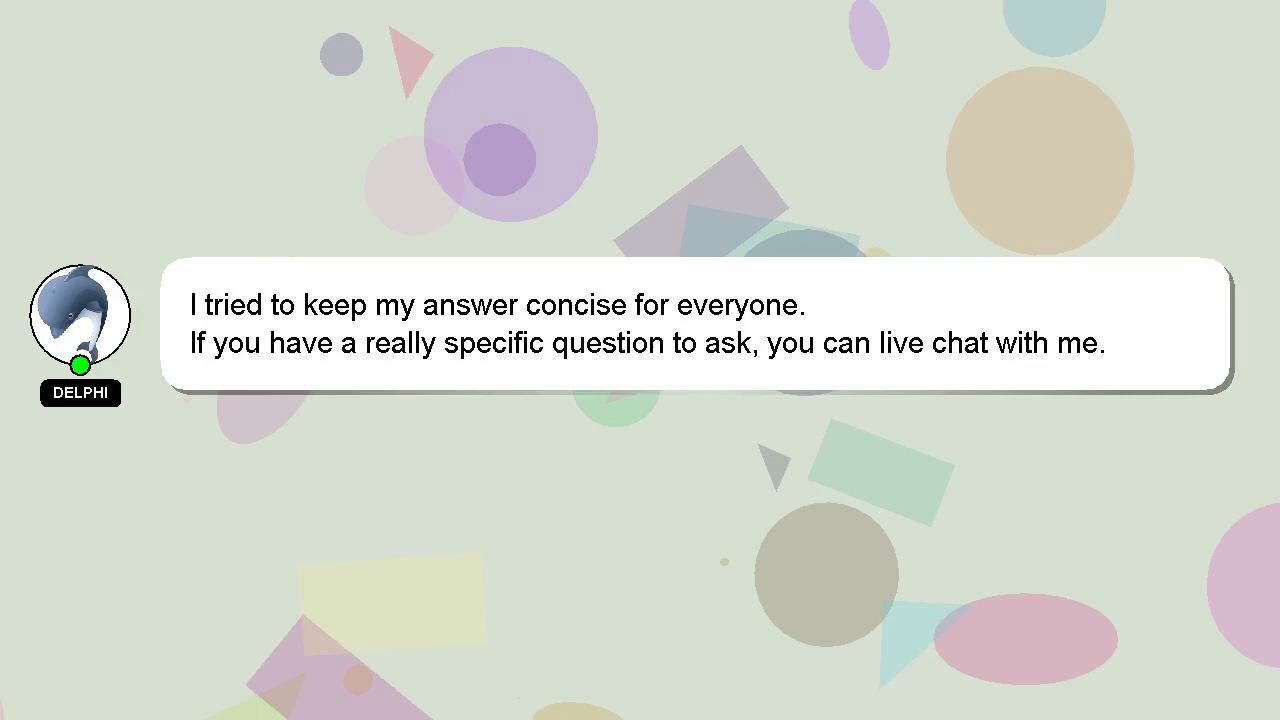 I tried to keep my answer concise for everyone.
If you have a really specific question to ask, you can live chat with me.
DELPHI